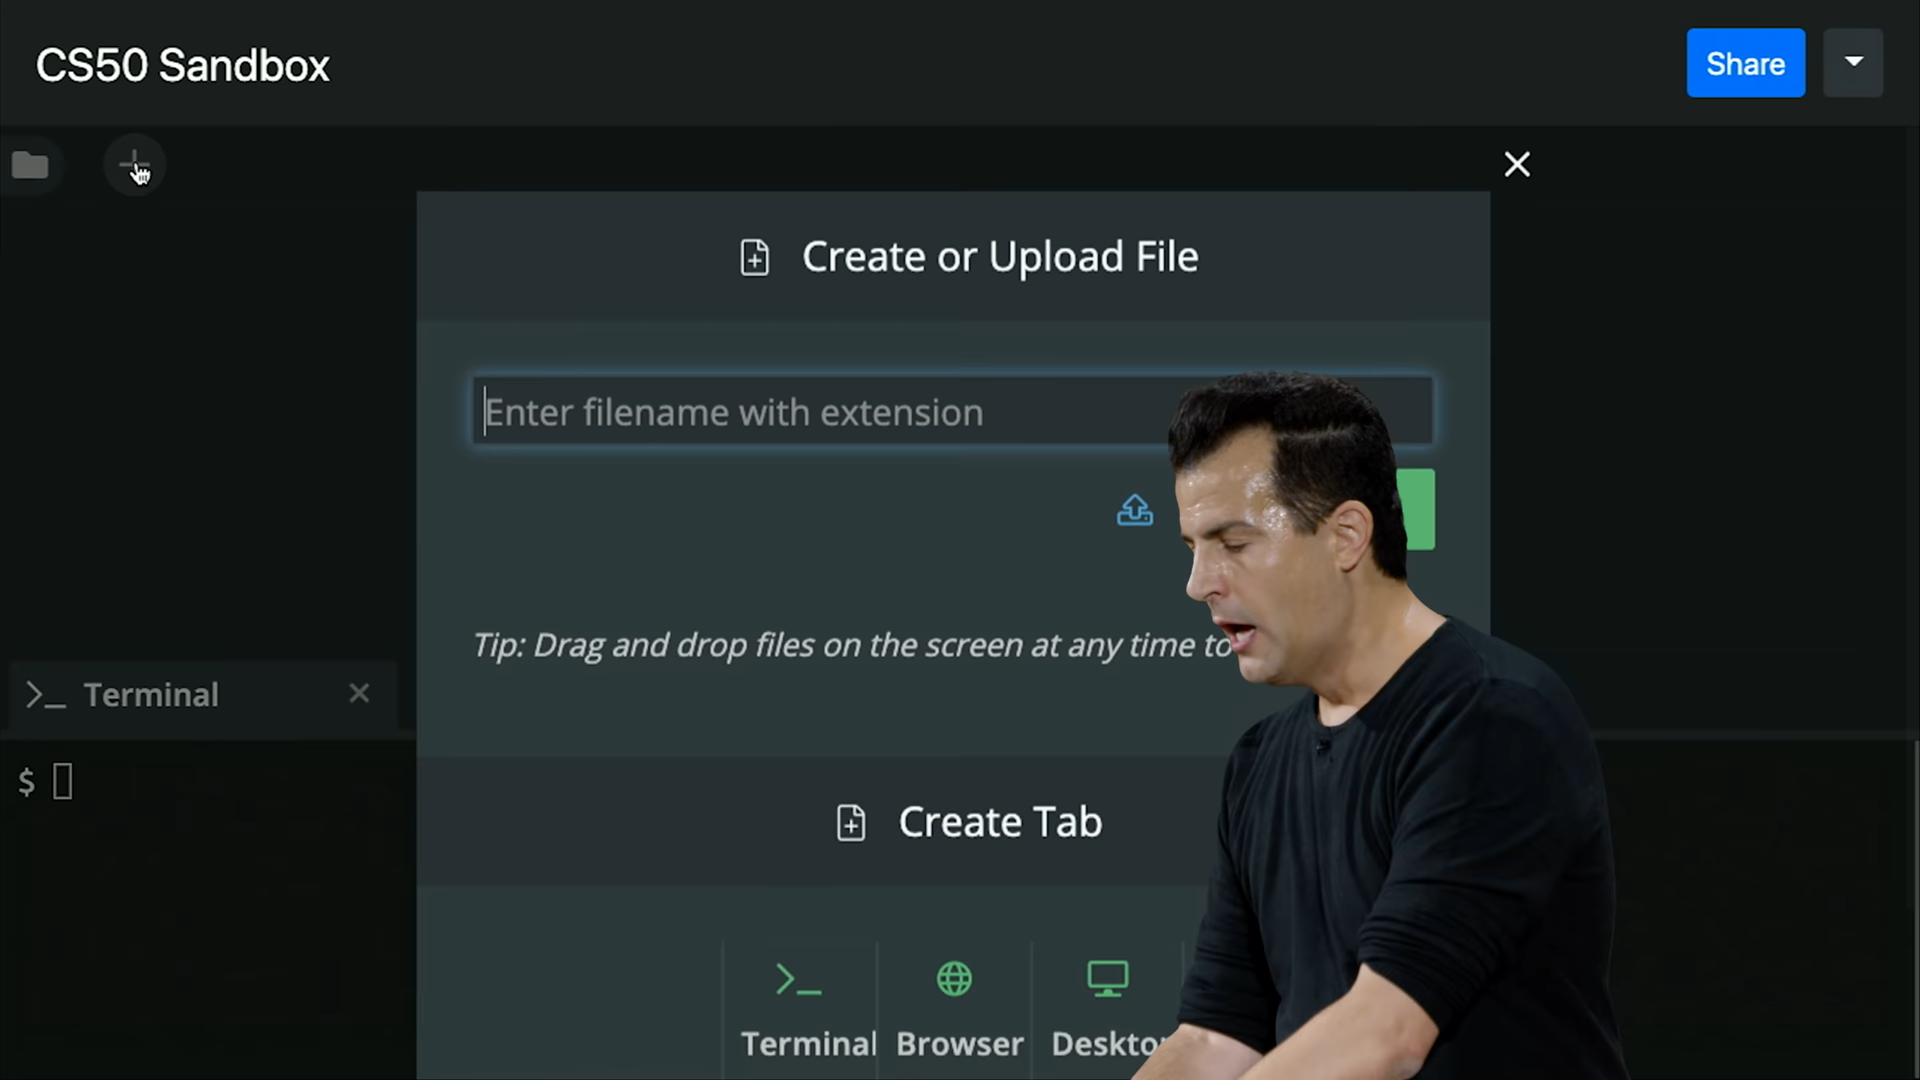 CS50 Sandbox
Share
Create or Upload File
Enter filename with extension
Tip: Drag and drop files on the screen at any time to
Terminal
$
Create Tab
>_
Terminal
Browser
Deskto